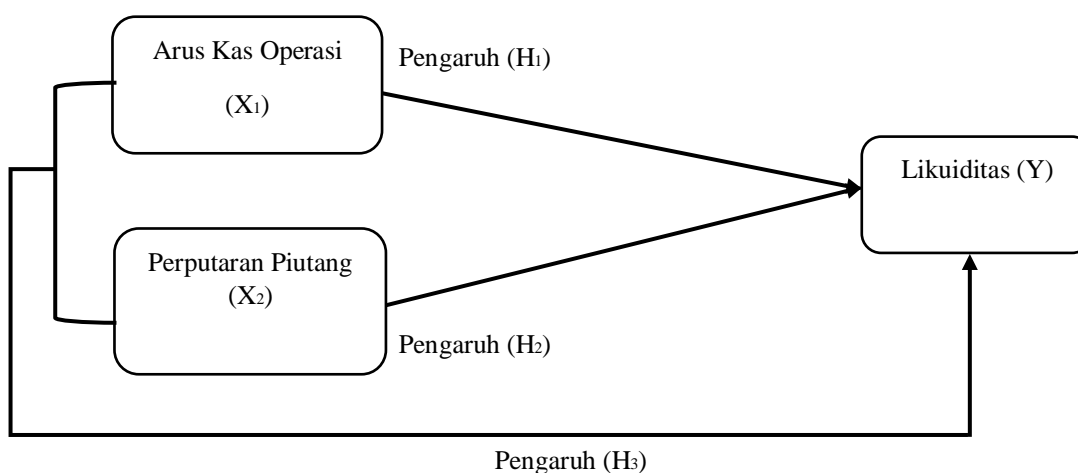 Arus Kas Operasi
(X₁)
Pengaruh (H₁)
Likuiditas (Y)
Perputaran Piutang
(X₂)
Pengaruh (H₂)
Pengaruh (H₃)